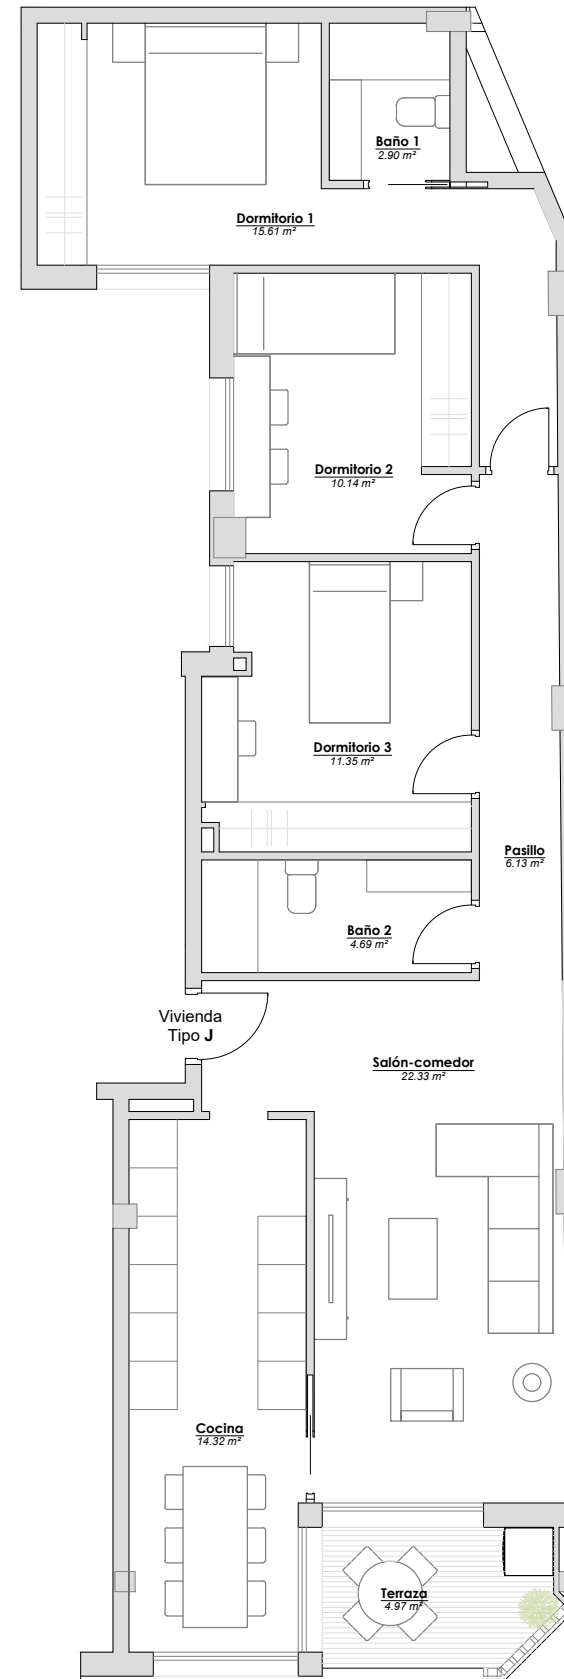 Baño 1
2.90 m²
Dormitorio 1
15.61 m²
Dormitorio 2
10.14 m²
Dormitorio 3
11.35 m²
Pasillo
6.13 m²
Baño 2
4.69 m²
Vivienda
Tipo J
Salón-comedor
22.33 m²
Cocina
14.32 m²
Terraza
4.97 m²